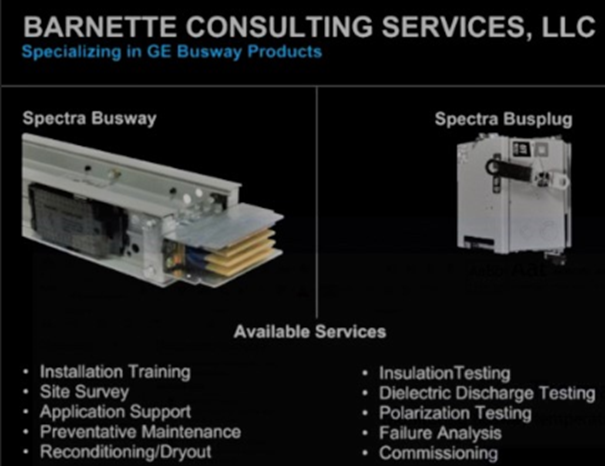 BARNETTE CONSULTING SERVICES, LLC
Specializing in GE Busway Products
Spectra Busway
Spectra Busplug
Available Services
• Installation Training
• Site Survey
• Application Support
• Preventative Maintenance
• Reconditioning/Dryout
• InsulationTesting
• Dielectric Discharge Testing
• Polarization Testing
• Failure Analysis
• Commissioning